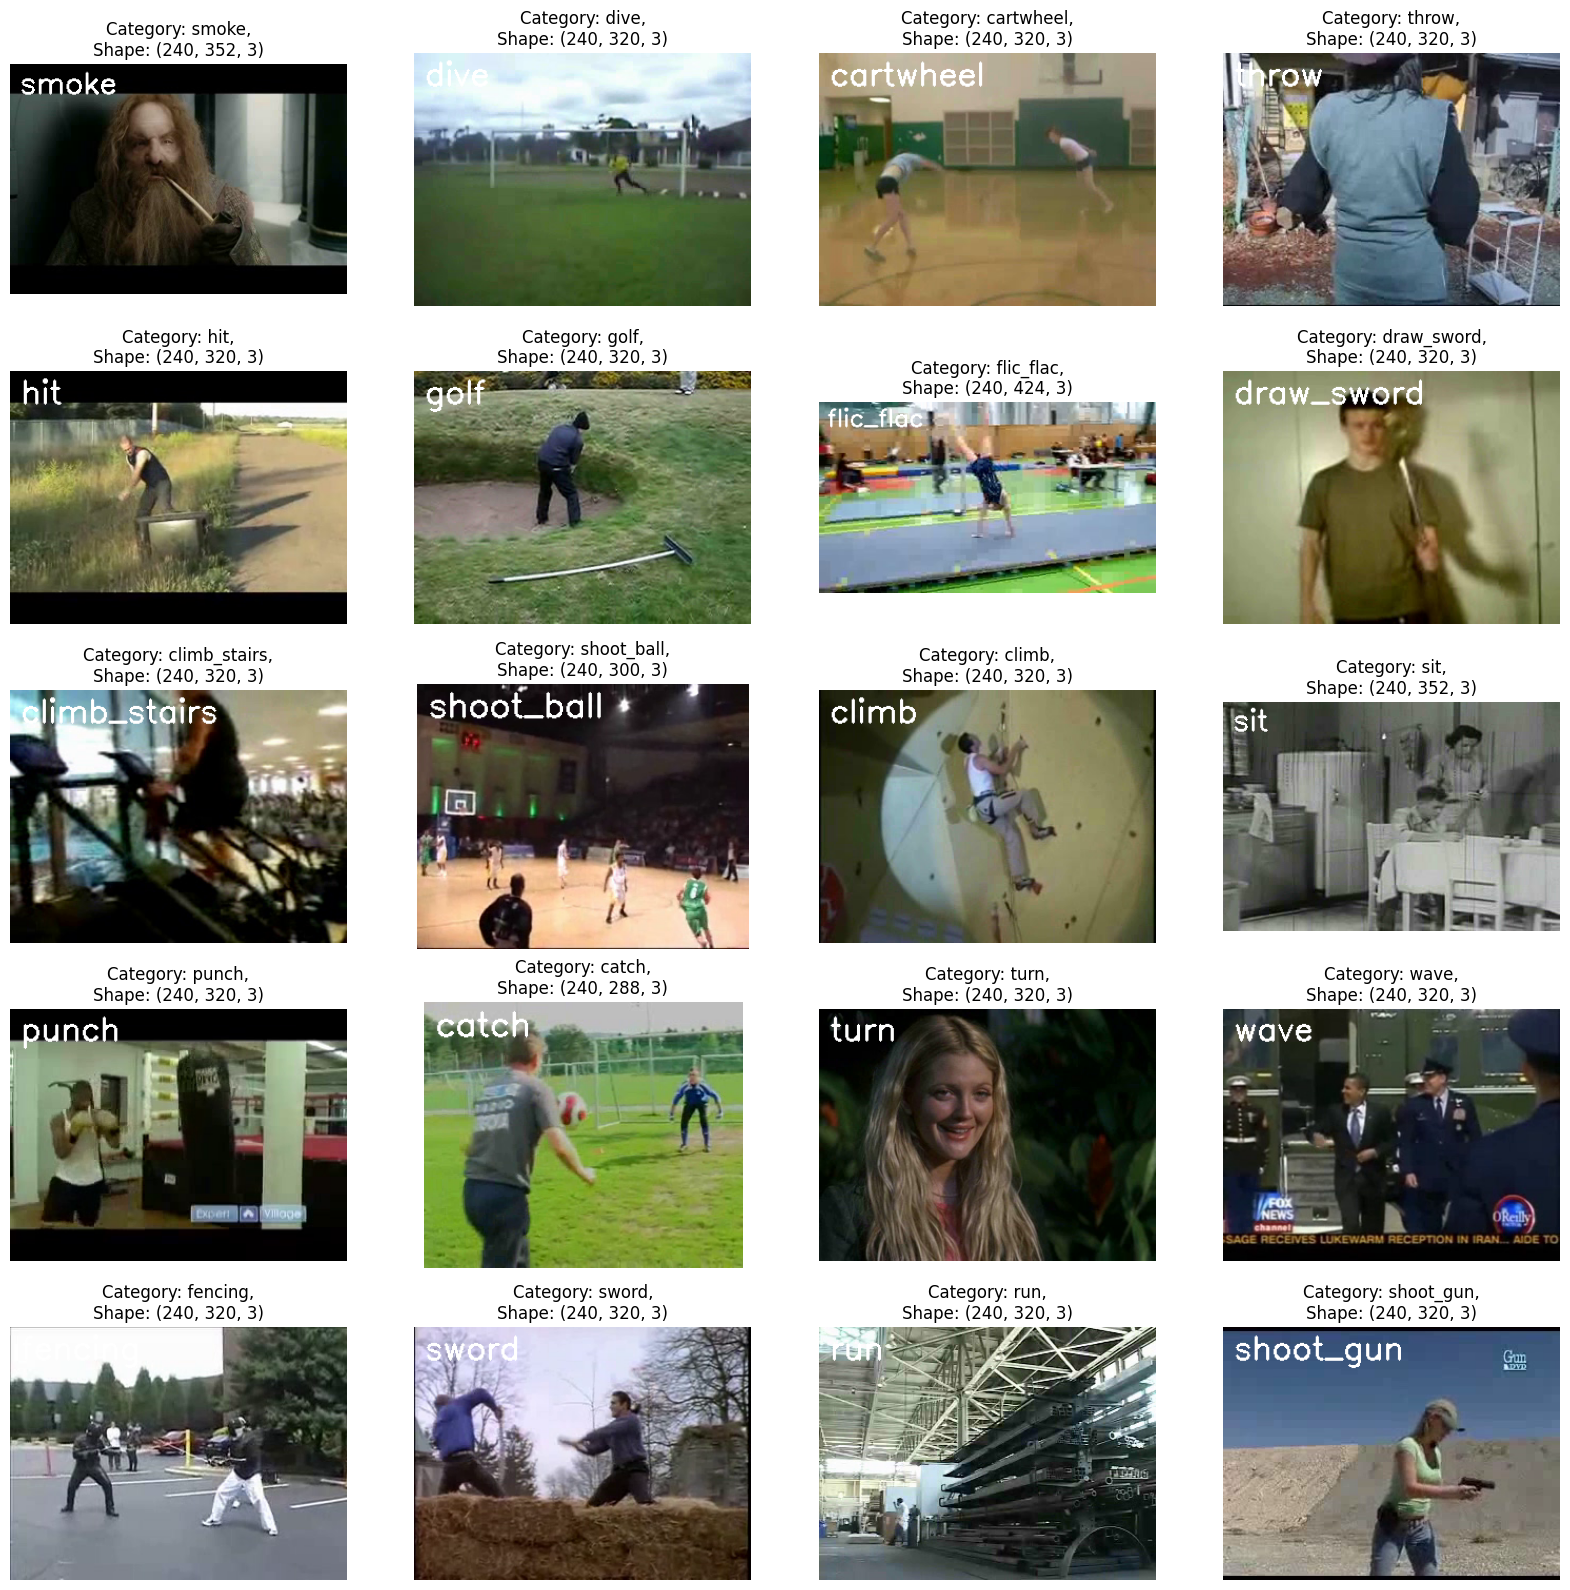 Category: smoke,
Shape: (240, 352, 3)
smoke
Category: dive,
Shape: (240, 320, 3)
dive
Category: cartwheel,
Shape: (240, 320, 3)
cartwheel
Category: throw,
Shape: (240, 320, 3)
throw
Category: hit,
Shape: (240, 320, 3)
hit
Category: golf,
Shape: (240, 320, 3)
golf
Category: flic_flac,
Shape: (240, 424, 3)
flic_flac
Category: draw_sword,
Shape: (240, 320, 3)
draw_sword
Category: climb_stairs,
Shape: (240, 320, 3)
climb_stairs
Category: shoot_ball,
Shape: (240, 300, 3)
shoot_ball
Category: climb,
Shape: (240, 320, 3)
climb
Category: sit,
Shape: (240, 352, 3)
sit
Category: punch,
Shape: (240, 320, 3)
punch
Expert Village
Category: catch,
Shape: (240, 288, 3)
catch
Category: turn,
Shape: (240, 320, 3)
turn
Category: wave,
Shape: (240, 320, 3)
wave
FOX
NEWS
channel
O'Reilly
SSAGE RECEIVES LUKEWARM RECEPTION IN IRAN... AIDE TO
Category: fencing,
Shape: (240, 320, 3)
fencing
Category: sword,
Shape: (240, 320, 3)
sword
Category: run,
Shape: (240, 320, 3)
run
Category: shoot_gun,
Shape: (240, 320, 3)
shoot_gun
Gun